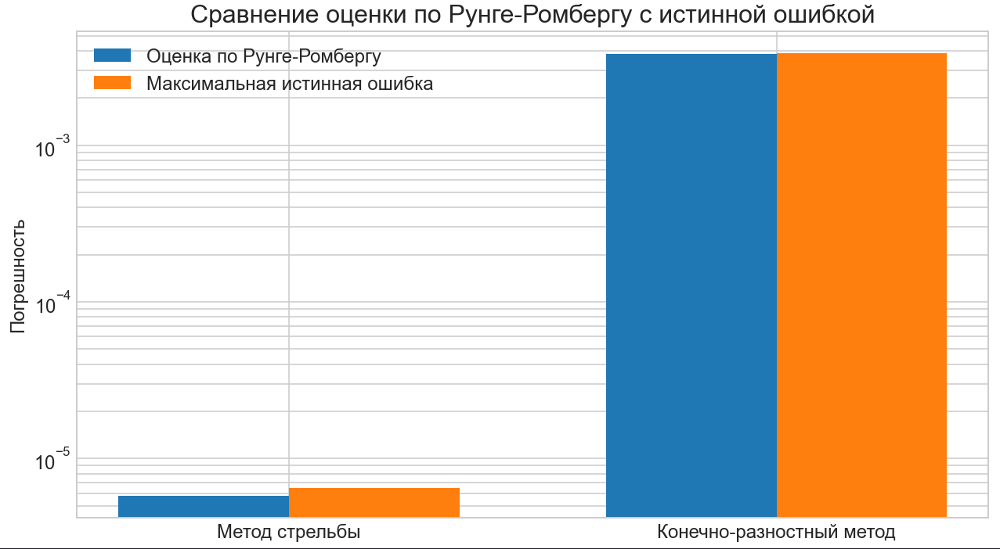 Сравнение оценки по Рунге-Ромбергу с истинной ошибкой
Оценка по Рунге-Ромбергу
Максимальная истинная ошибка
10⁻³
10⁻⁴
10⁻⁵
Погрешность
Метод стрельбы
Конечно-разностный метод